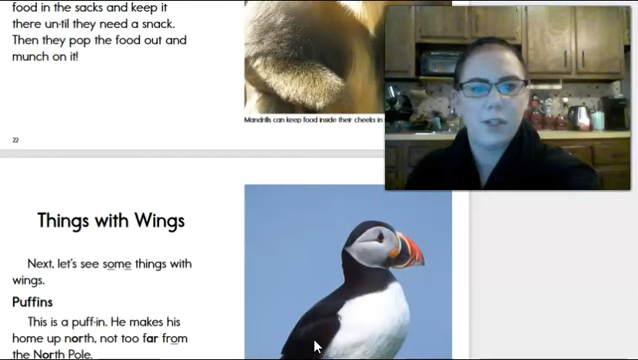 food in the sacks and keep it
there un-til they need a snack.
Then they pop the food out and
munch on it!
Mandrills can keep food inside their cheeks in
22
Things with Wings
Next, let's see some things with
wings.
Puffins
This is a puff-in. He makes his
home up north, not too far from
the North Pole.